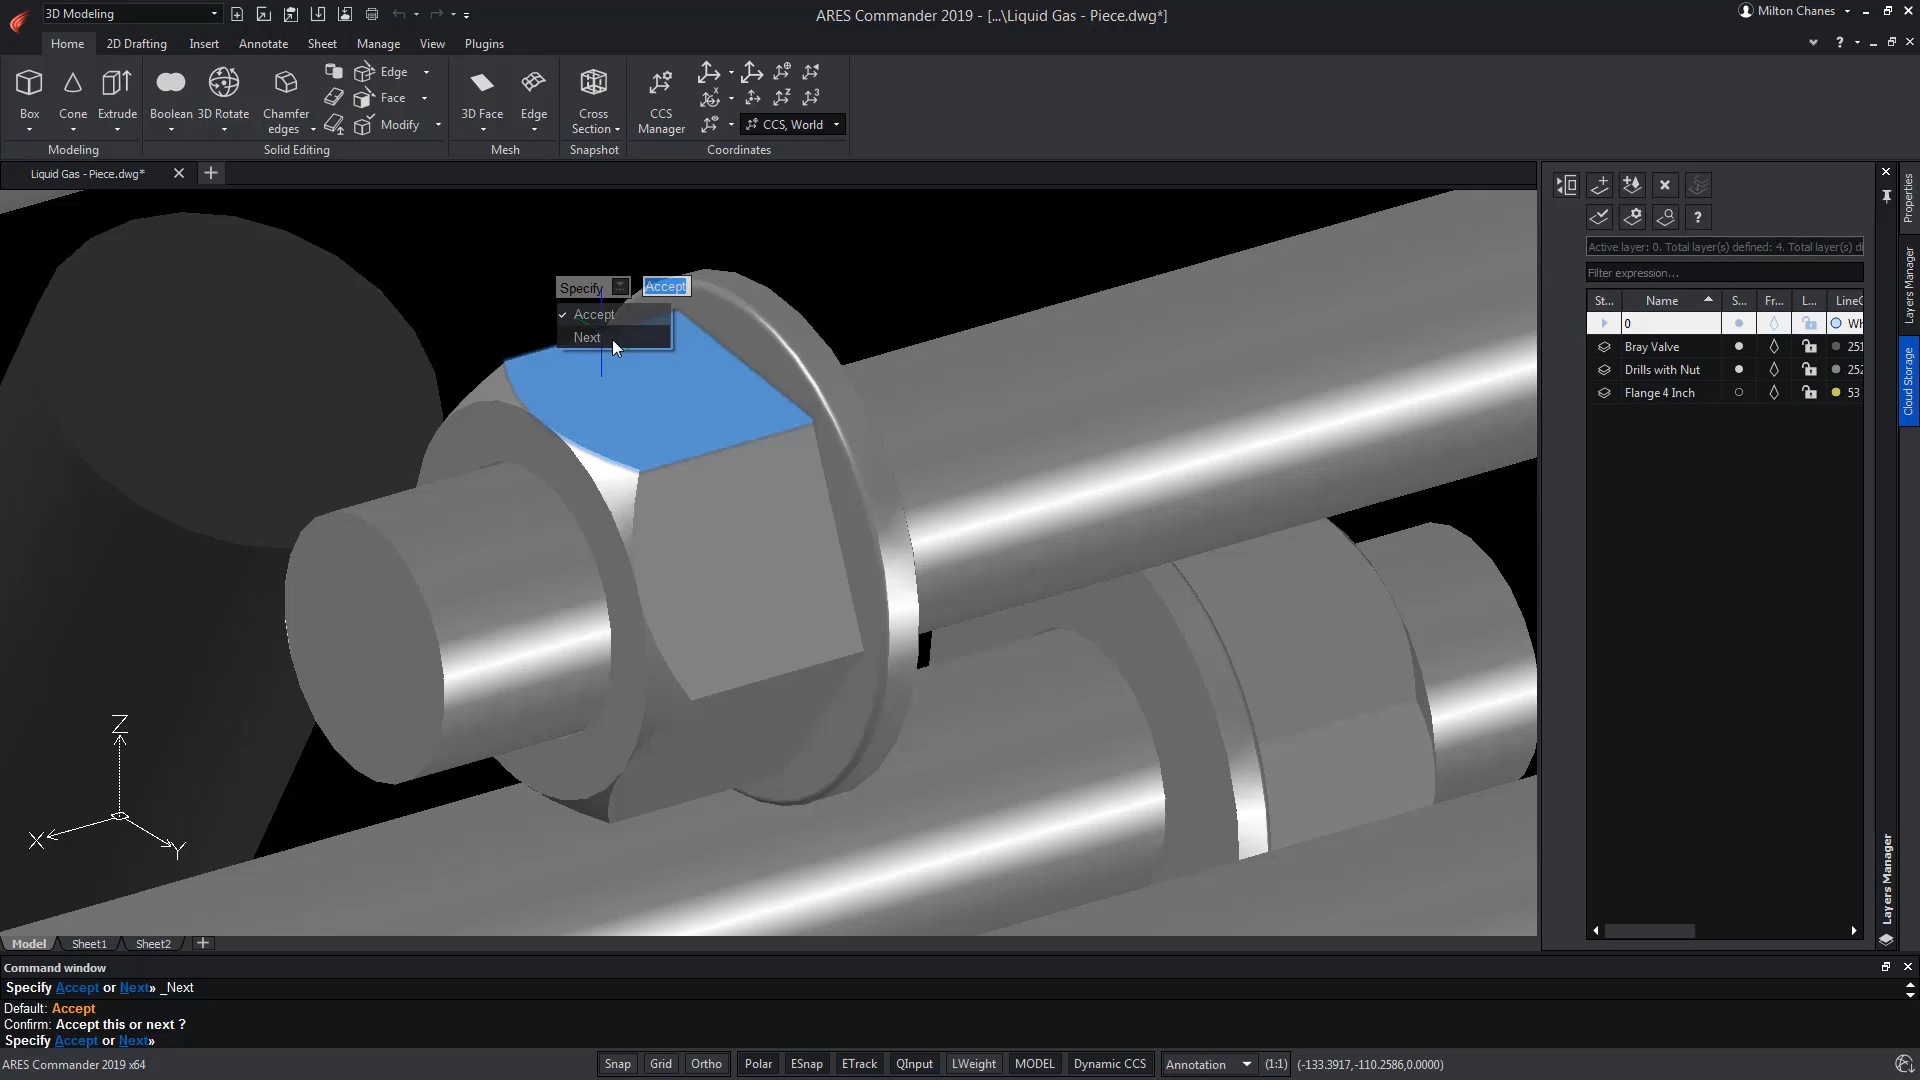 3D Modeling
ARES Commander 2019 - [...\Liquid Gas - Piece.dwg*]
Milton Chanes
Home 2D Drafting Insert Annotate Sheet Manage View Plugins
Box Cone Extrude
Modeling
Boolean 3D Rotate Chamfer edges Edge Face Modify
Solid Editing
3D Face Edge
Mesh
Cross Section
Snapshot
CCS Manager CCS, World
Coordinates
Liquid Gas - Piece.dwg*
Specify Accept
Accept
Next
Z
X
Y
Active layer: 0. Total layer(s) defined: 4. Total layer(s) di
Filter expression...
St... Name S... Fr... L... LineC
0 Wh
Bray Valve 251
Drills with Nut 252
Flange 4 Inch 53
Properties
Layers Manager
Cloud Storage
Layers Manager
Model Sheet1 Sheet2
Command window
Specify Accept or Next» _Next
Default: Accept
Confirm: Accept this or next ?
Specify Accept or Next»
ARES Commander 2019 x64
Snap Grid Ortho Polar ESnap ETrack QInput LWeight MODEL Dynamic CCS Annotation (1:1) (-133.3917,-110.2586,0.0000)